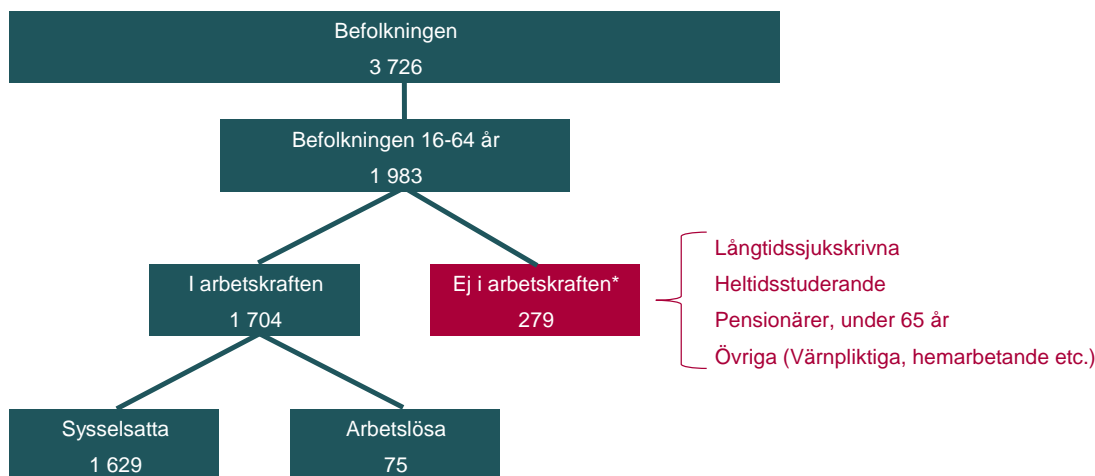 Befolkningen
3 726
Befolkningen 16-64 år
1 983
I arbetskraften
1 704
Ej i arbetskraften*
279
Långtidssjukskrivna
Heltidsstuderande
Pensionärer, under 65 år
Övriga (Värnpliktiga, hemarbetande etc.)
Sysselsatta
1 629
Arbetslösa
75